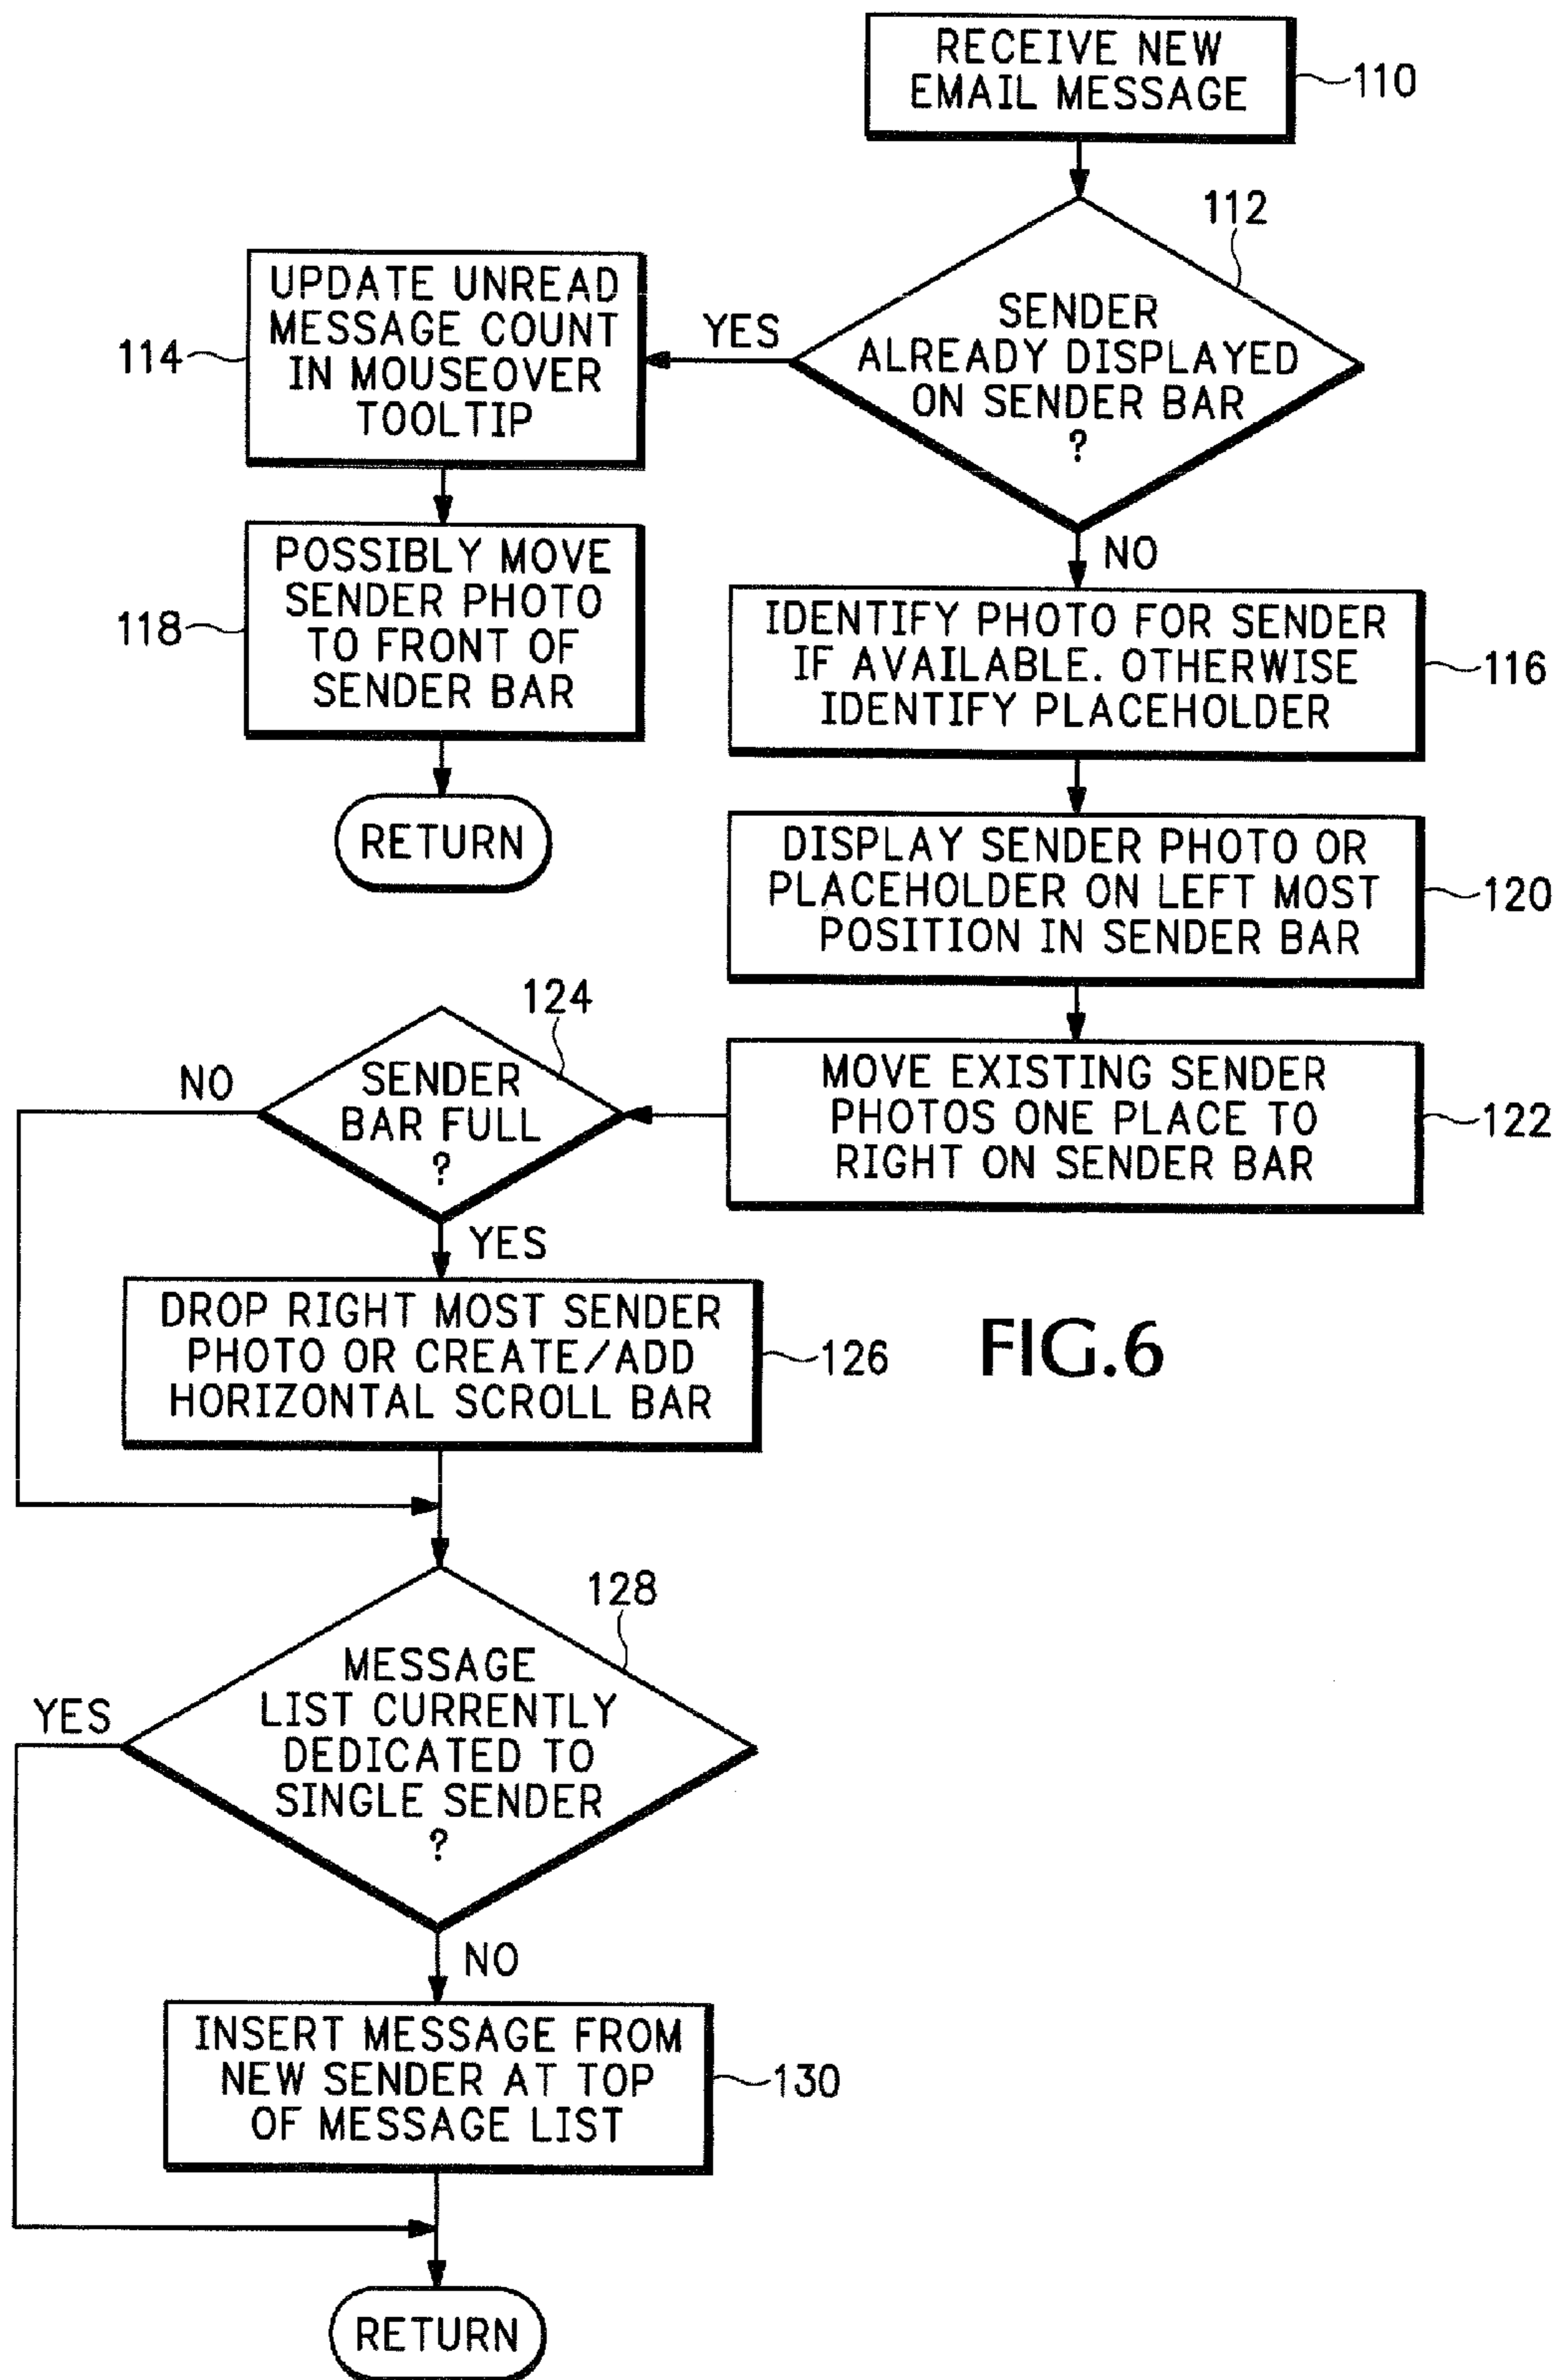 RECEIVE NEW
EMAIL MESSAGE
110
112
SENDER
ALREADY DISPLAYED
ON SENDER BAR
?
YES
UPDATE UNREAD
MESSAGE COUNT
IN MOUSEOVER
TOOLTIP
114
POSSIBLY MOVE
SENDER PHOTO
TO FRONT OF
SENDER BAR
118
RETURN
NO
IDENTIFY PHOTO FOR SENDER
IF AVAILABLE. OTHERWISE
IDENTIFY PLACEHOLDER
116
DISPLAY SENDER PHOTO OR
PLACEHOLDER ON LEFT MOST
POSITION IN SENDER BAR
120
MOVE EXISTING SENDER
PHOTOS ONE PLACE TO
RIGHT ON SENDER BAR
122
124
SENDER
BAR FULL
?
NO
YES
DROP RIGHT MOST SENDER
PHOTO OR CREATE/ADD
HORIZONTAL SCROLL BAR
126
FIG.6
128
MESSAGE
LIST CURRENTLY
DEDICATED TO
SINGLE SENDER
?
YES
NO
INSERT MESSAGE FROM
NEW SENDER AT TOP
OF MESSAGE LIST
130
RETURN